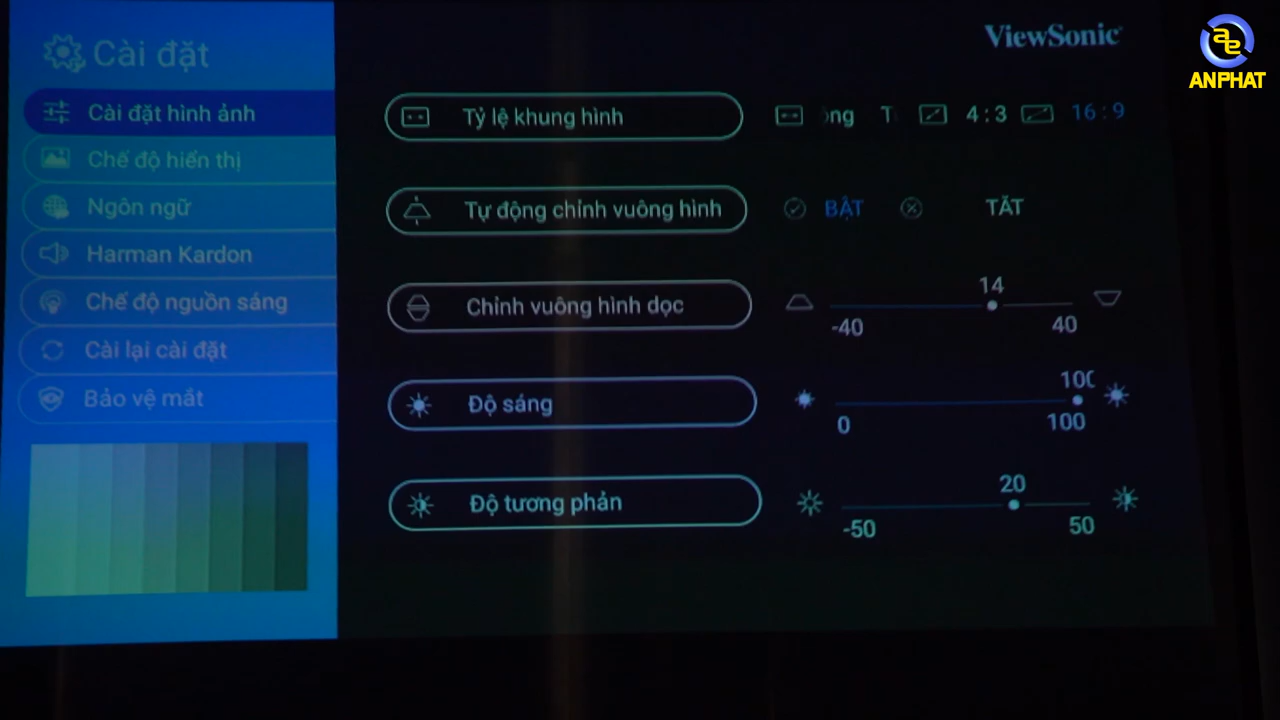 ViewSonic
ANPHAT
Cài đặt
Cài đặt hình ảnh
Chế độ hiển thị
Ngôn ngữ
Harman Kardon
Chế độ nguồn sáng
Cài lại cài đặt
Bảo vệ mắt
Tỷ lệ khung hình
4 : 3 16 : 9
Tự động chỉnh vuông hình
BẬT TẮT
Chỉnh vuông hình dọc
14
-40 40
Độ sáng
100
0 100
Độ tương phản
20
-50 50